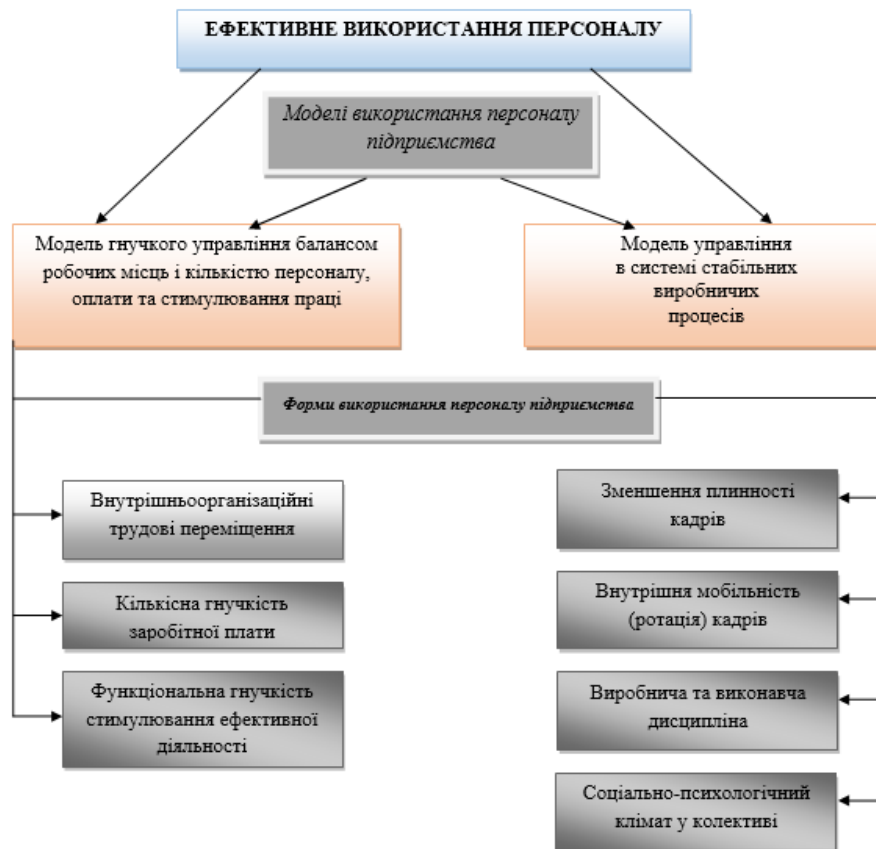 ЕФЕКТИВНЕ ВИКОРИСТАННЯ ПЕРСОНАЛУ
Моделі використання персоналу
підприємства
Модель гнучкого управління балансом
робочих місць і кількістю персоналу,
оплати та стимулювання праці
Модель управління
в системі стабільних
виробничих
процесів
Форми використання персоналу підприємства
Внутрішньоорганізаційні
трудові переміщення
Кількісна гнучкість
заробітної плати
Функціональна гнучкість
стимулювання ефективної
діяльності
Зменшення плинності
кадрів
Внутрішня мобільність
(ротація) кадрів
Виробнича та виконавча
дисципліна
Соціально-психологічний
клімат у колективі